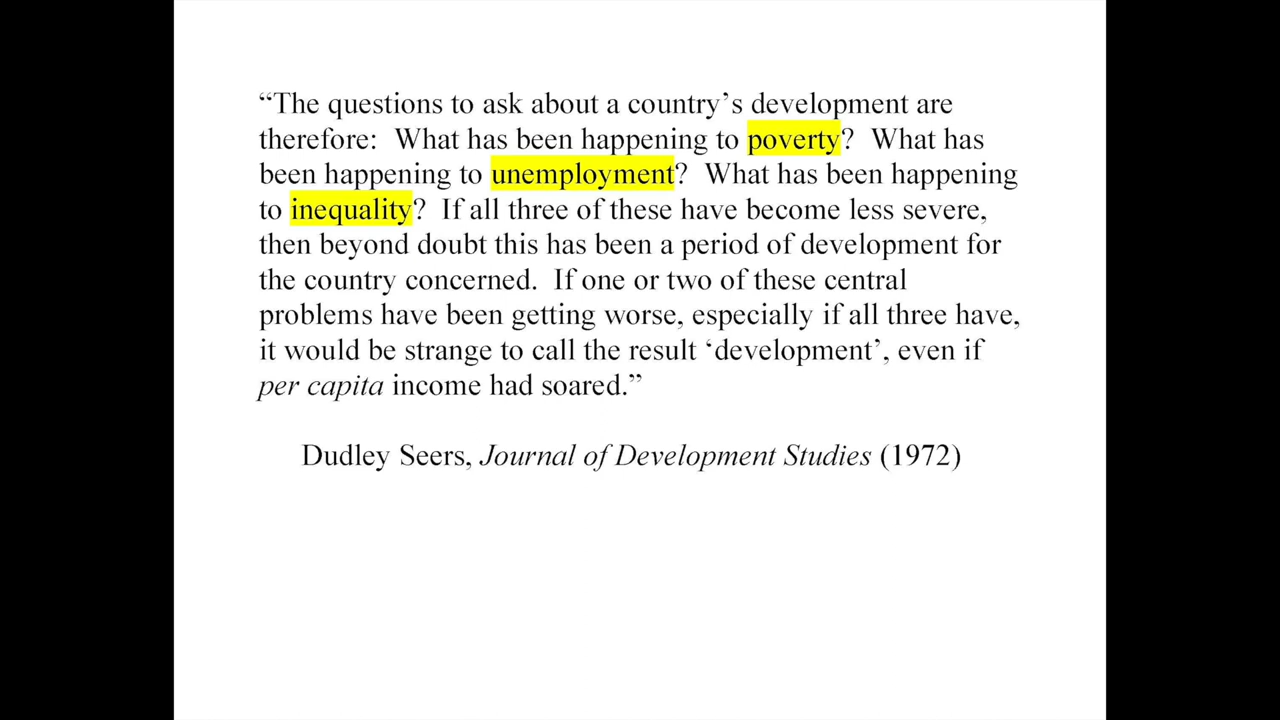 “The questions to ask about a country’s development are
therefore:  What has been happening to poverty?  What has
been happening to unemployment?  What has been happening
to inequality?  If all three of these have become less severe,
then beyond doubt this has been a period of development for
the country concerned.  If one or two of these central
problems have been getting worse, especially if all three have,
it would be strange to call the result ‘development’, even if
per capita income had soared.”
Dudley Seers, Journal of Development Studies (1972)